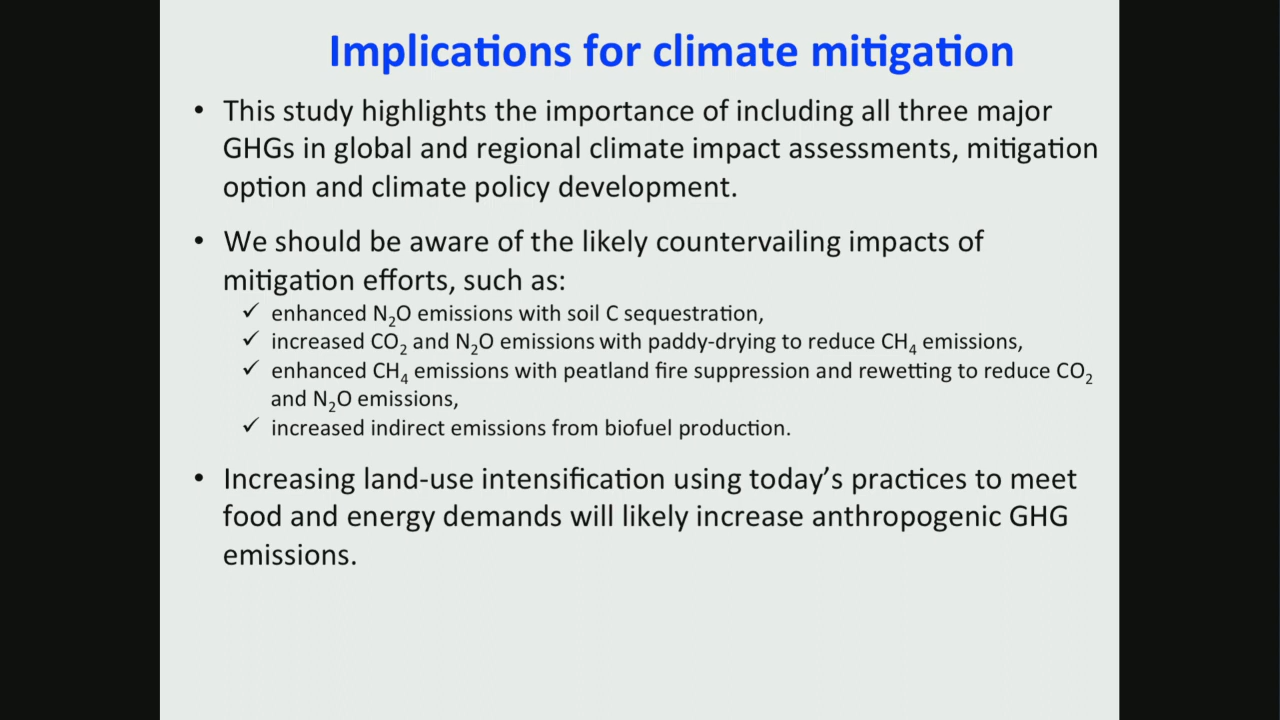 Implications for climate mitigation
• This study highlights the importance of including all three major
GHGs in global and regional climate impact assessments, mitigation
option and climate policy development.
• We should be aware of the likely countervailing impacts of
mitigation efforts, such as:
✓ enhanced N₂O emissions with soil C sequestration,
✓ increased CO₂ and N₂O emissions with paddy-drying to reduce CH₄ emissions,
✓ enhanced CH₄ emissions with peatland fire suppression and rewetting to reduce CO₂
and N₂O emissions,
✓ increased indirect emissions from biofuel production.
• Increasing land-use intensification using today’s practices to meet
food and energy demands will likely increase anthropogenic GHG
emissions.